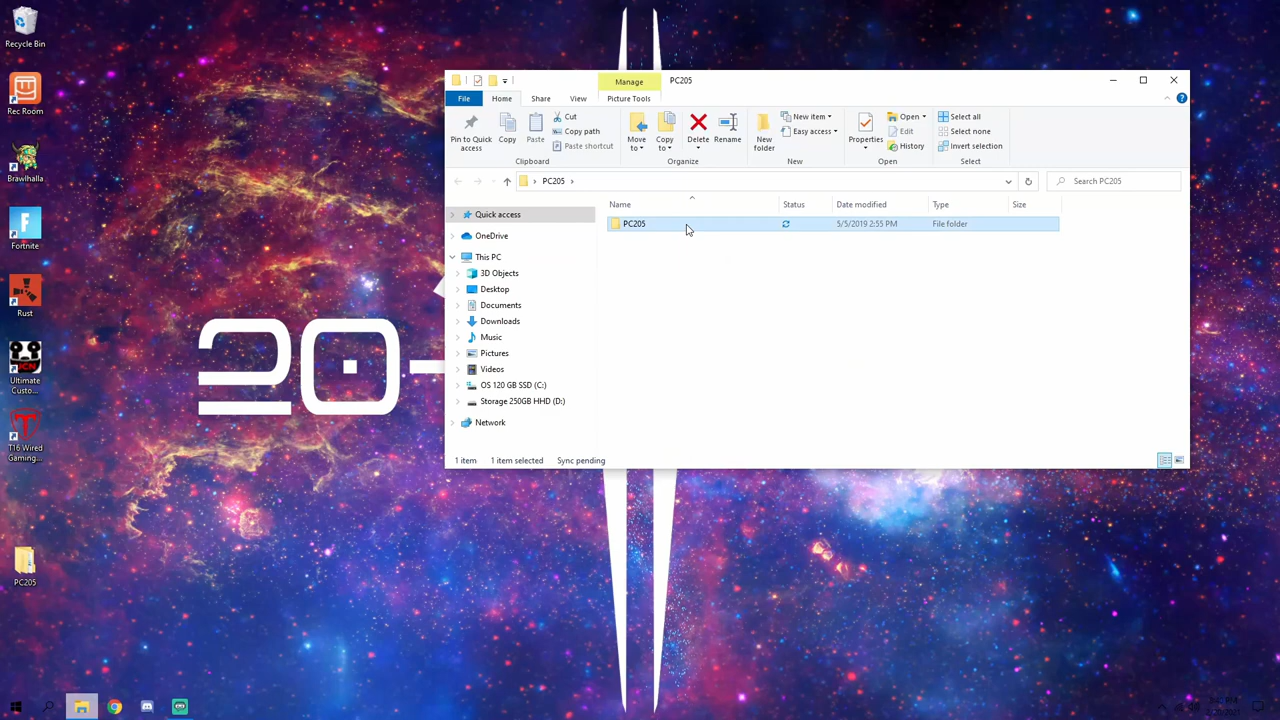 Recycle Bin
Rec Room
Brawlhalla
Fortnite
Rust
Ultimate Custo...
T16 Wired Gaming...
PC205
20
Manage
PC205
File
Home
Share
View
Picture Tools
Pin to Quick access
Copy
Paste
Cut
Copy path
Paste shortcut
Clipboard
Move to
Copy to
Delete
Rename
Organize
New folder
New item
Easy access
New
Properties
Open
Edit
History
Open
Select all
Select none
Invert selection
Select
PC205
Search PC205
Quick access
OneDrive
This PC
3D Objects
Desktop
Documents
Downloads
Music
Pictures
Videos
OS 120 GB SSD (C:)
Storage 250GB HHD (D:)
Network
Name
Status
Date modified
Type
Size
PC205
5/5/2019 2:55 PM
File folder
1 item
1 item selected
Sync pending